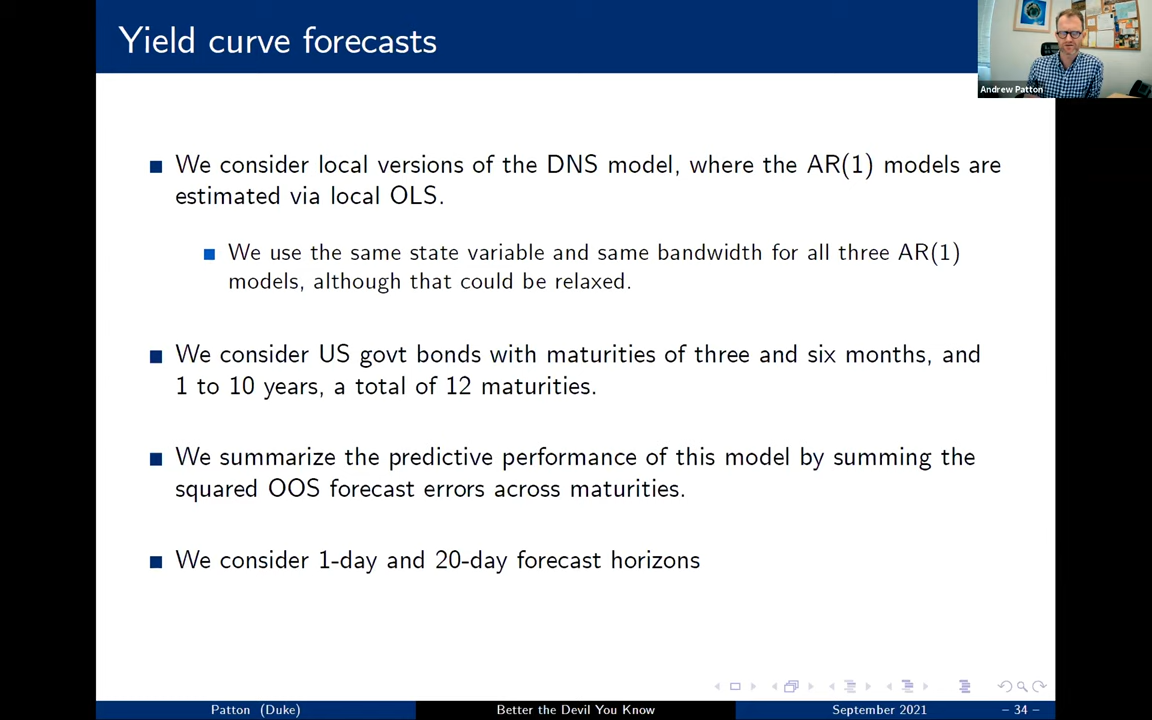 Yield curve forecasts
Andrew Patton
We consider local versions of the DNS model, where the AR(1) models are
estimated via local OLS.
We use the same state variable and same bandwidth for all three AR(1)
models, although that could be relaxed.
We consider US govt bonds with maturities of three and six months, and
1 to 10 years, a total of 12 maturities.
We summarize the predictive performance of this model by summing the
squared OOS forecast errors across maturities.
We consider 1-day and 20-day forecast horizons
Patton (Duke)
Better the Devil You Know
September 2021
– 34 –